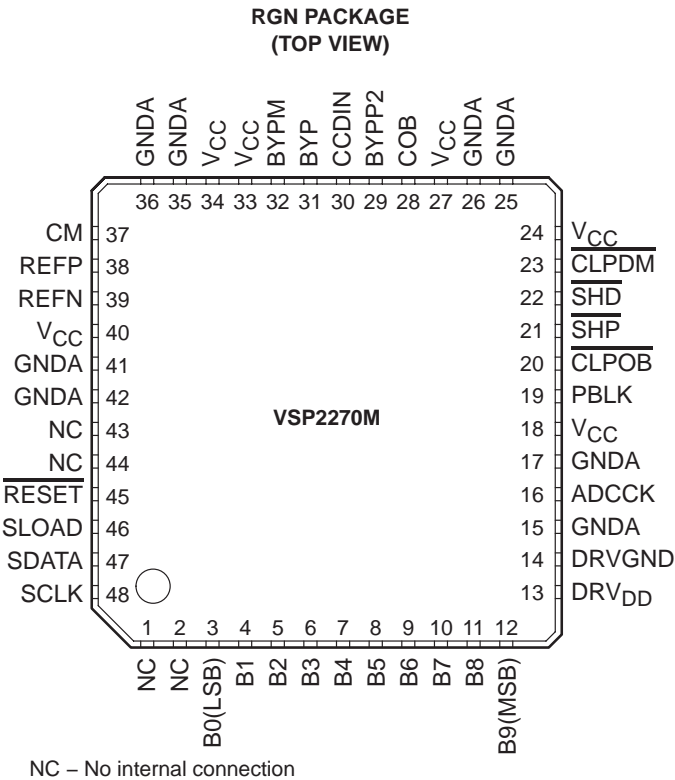 RGN PACKAGE
(TOP VIEW)
GNDA GNDA VCC VCC BYPM BYP CCDIN BYPP2 COB VCC GNDA GNDA
36 35 34 33 32 31 30 29 28 27 26 25
CM 37
REFP 38
REFN 39
VCC 40
GNDA 41
GNDA 42
NC 43
NC 44
RESET 45
SLOAD 46
SDATA 47
SCLK 48
VSP2270M
24 VCC
23 CLPDM
22 SHD
21 SHP
20 CLPOB
19 PBLK
18 VCC
17 GNDA
16 ADCCK
15 GNDA
14 DRVGND
13 DRVDD
1 2 3 4 5 6 7 8 9 10 11 12
NC NC B0(LSB) B1 B2 B3 B4 B5 B6 B7 B8 B9(MSB)
NC – No internal connection